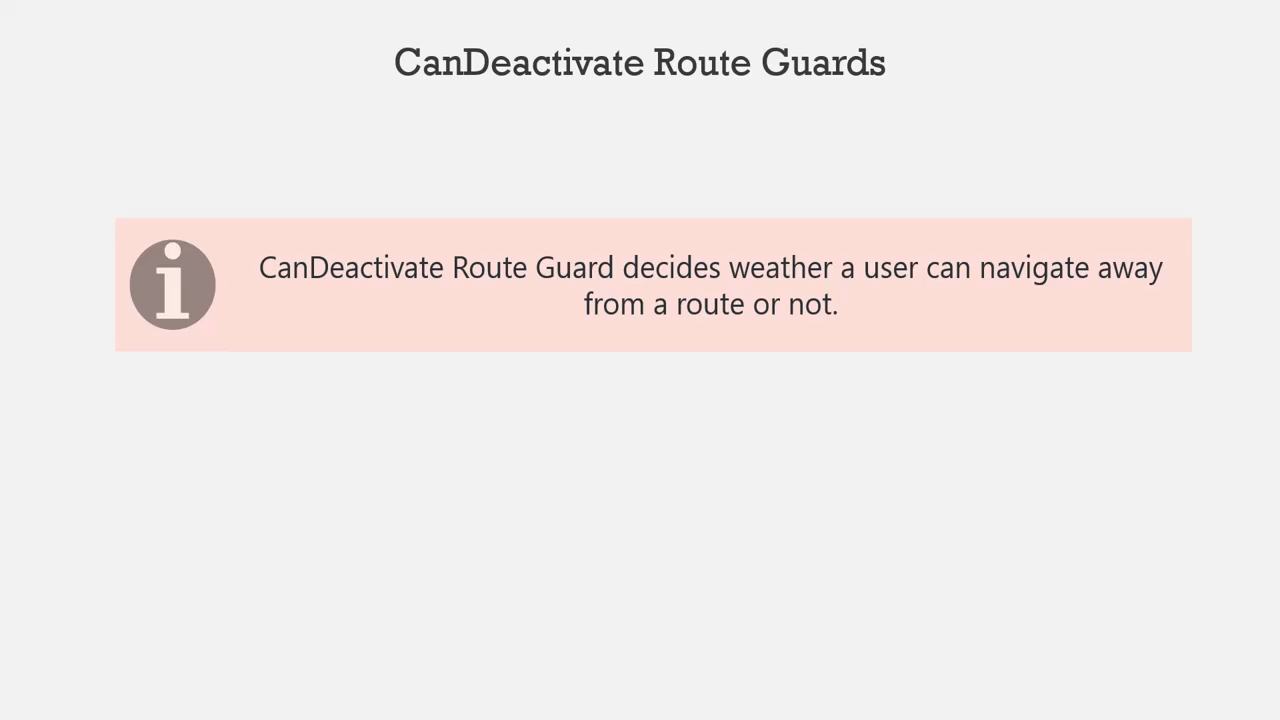 CanDeactivate Route Guards
CanDeactivate Route Guard decides weather a user can navigate away
from a route or not.